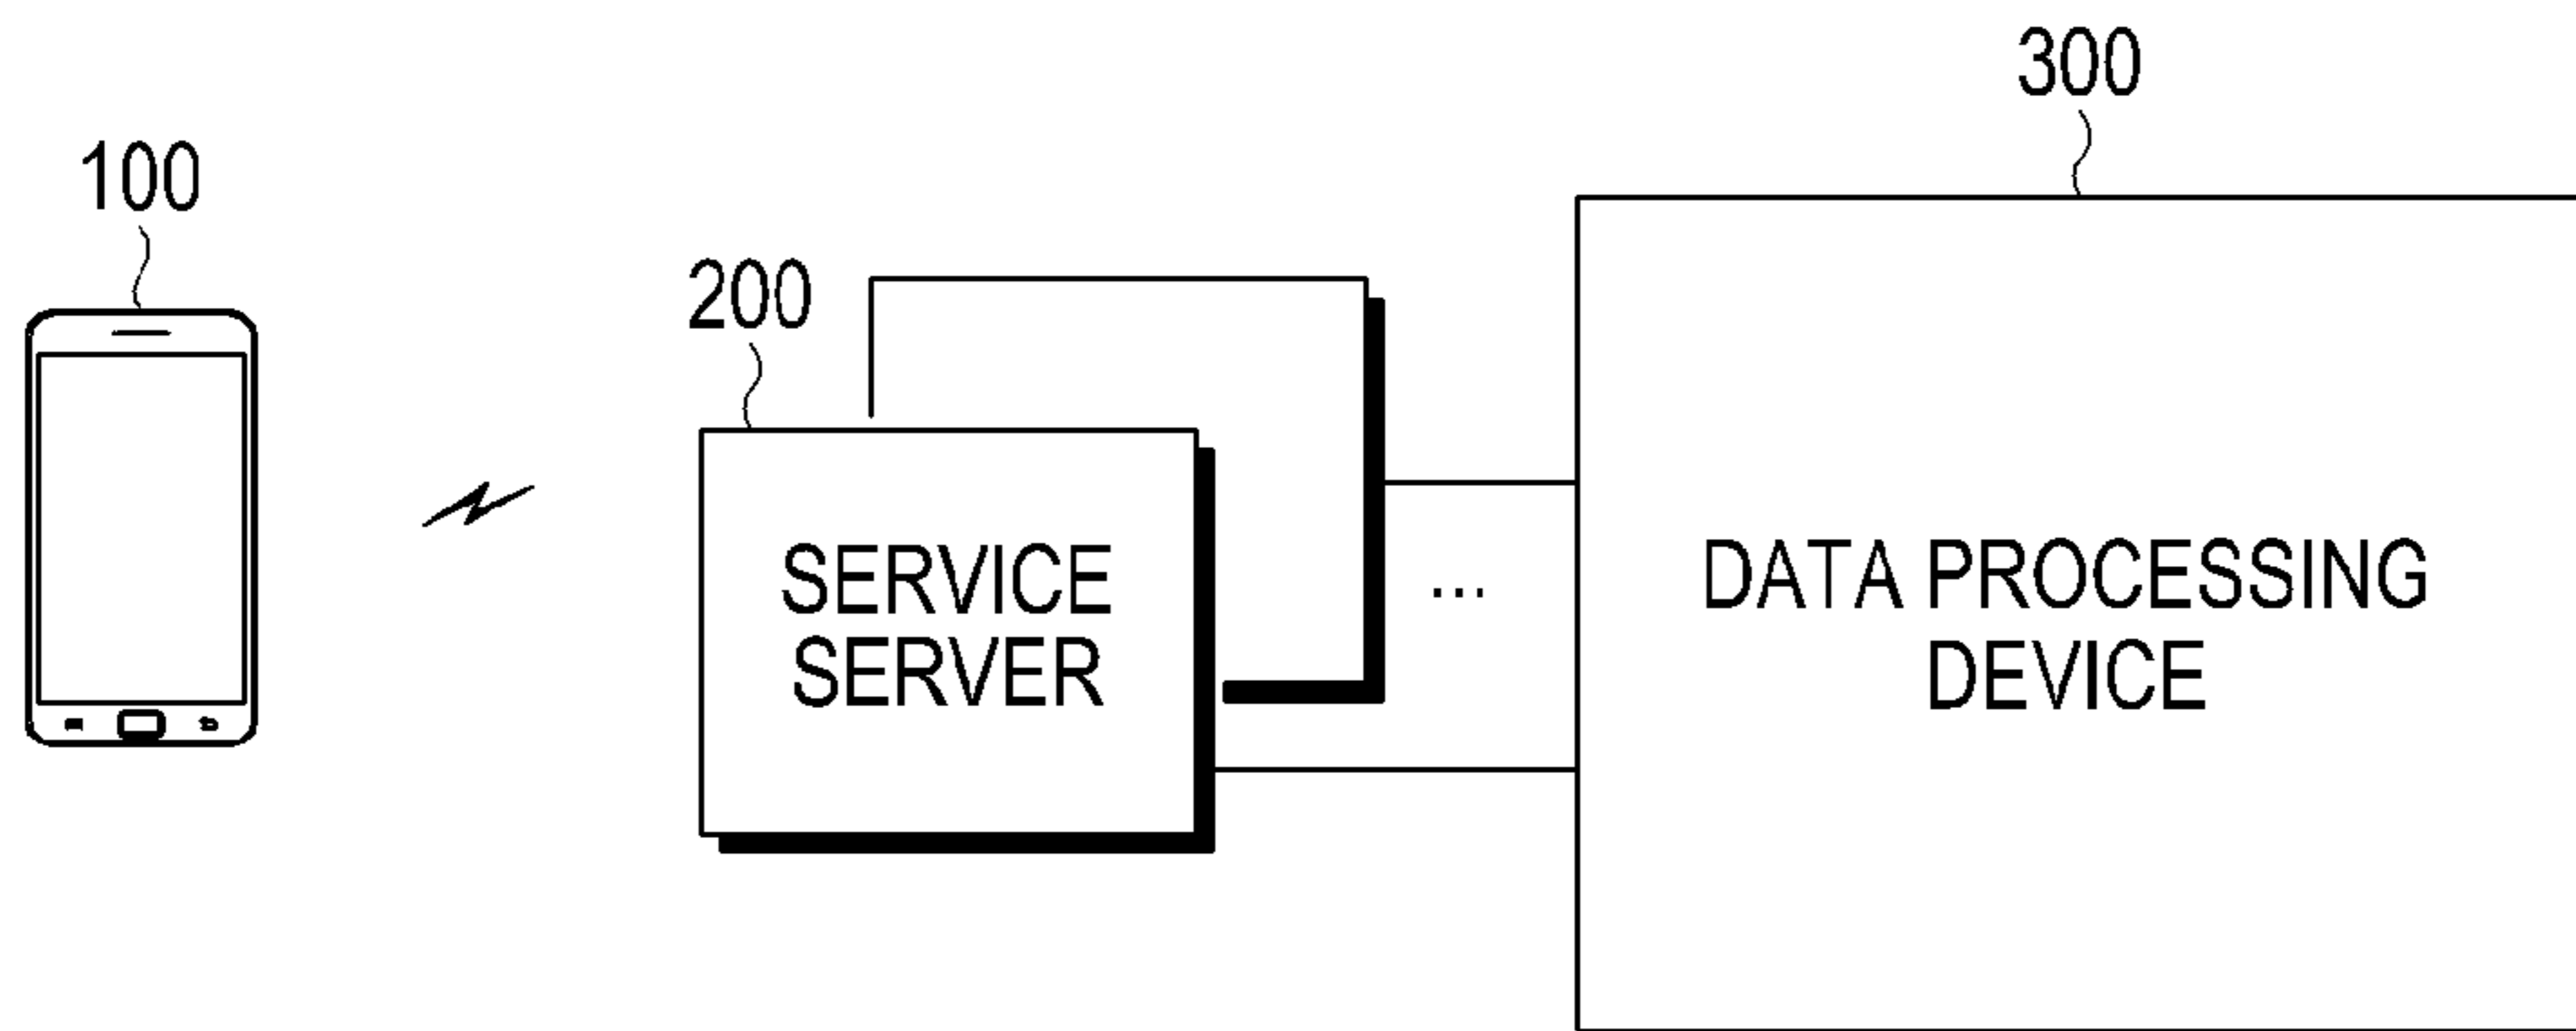 100
200
300
SERVICE
SERVER
...
DATA PROCESSING
DEVICE